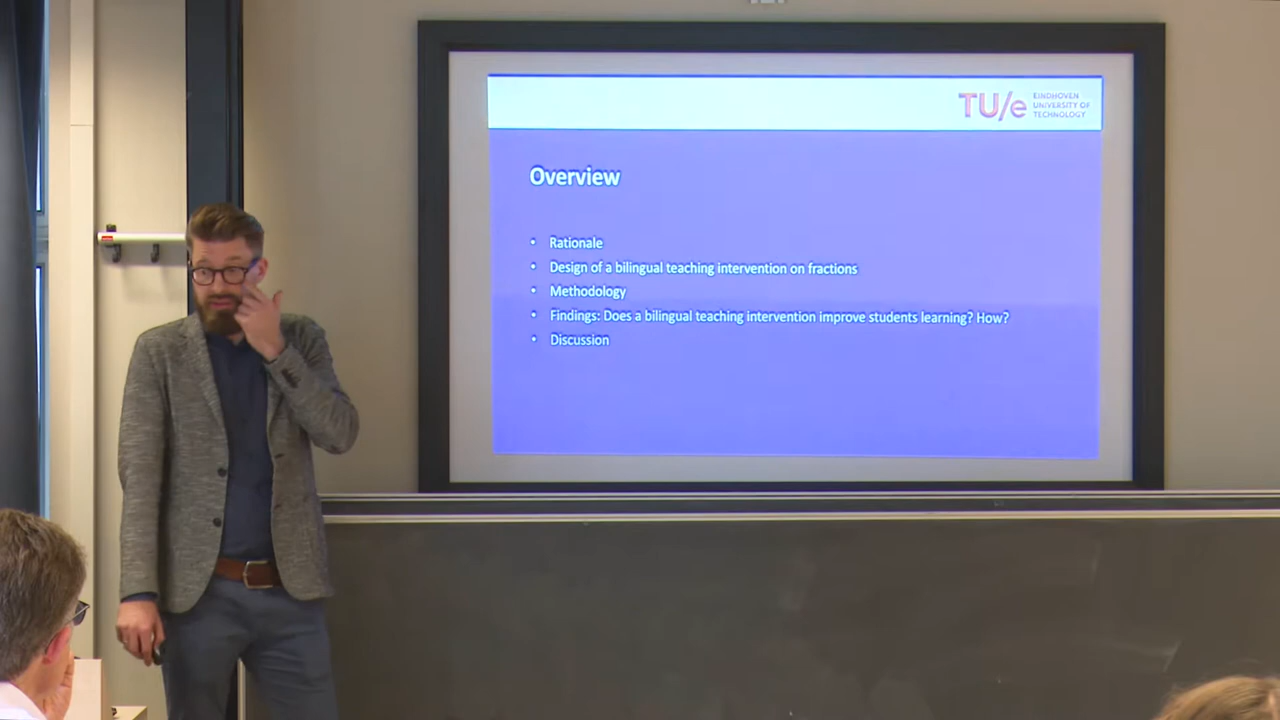 TU/e EINDHOVEN
UNIVERSITY OF
TECHNOLOGY
Overview
• Rationale
• Design of a bilingual teaching intervention on fractions
• Methodology
• Findings: Does a bilingual teaching intervention improve students learning? How?
• Discussion